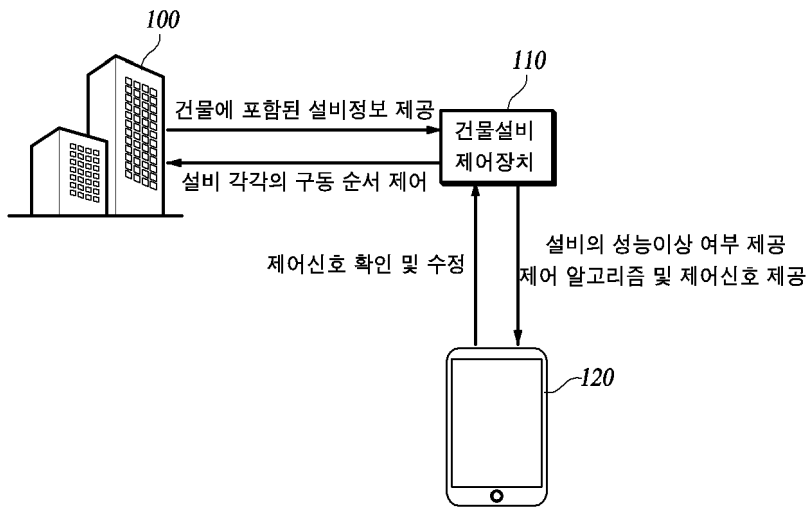 100
110
건물에 포함된 설비정보 제공
건물설비
제어장치
설비 각각의 구동 순서 제어
제어신호 확인 및 수정
설비의 성능이상 여부 제공
제어 알고리즘 및 제어신호 제공
120